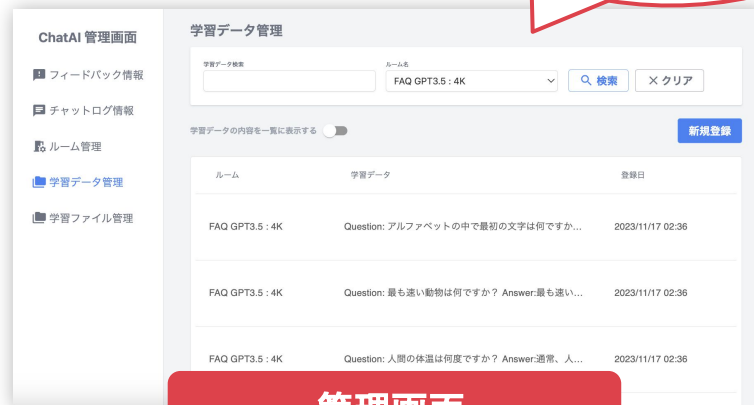 ChatAI 管理画面
フィードバック情報
チャットログ情報
ルーム管理
学習データ管理
学習ファイル管理
学習データ管理
学習データ検索
ルーム名
FAQ GPT3.5 : 4K
検索
クリア
学習データの内容を一覧に表示する
新規登録
ルーム 学習データ 登録日
FAQ GPT3.5 : 4K Question: アルファベットの中で最初の文字は何ですか... 2023/11/17 02:36
FAQ GPT3.5 : 4K Question: 最も速い動物は何ですか？ Answer:最も速い... 2023/11/17 02:36
FAQ GPT3.5 : 4K Question: 人間の体温は何度ですか？ Answer:通常、人... 2023/11/17 02:36
管理画面